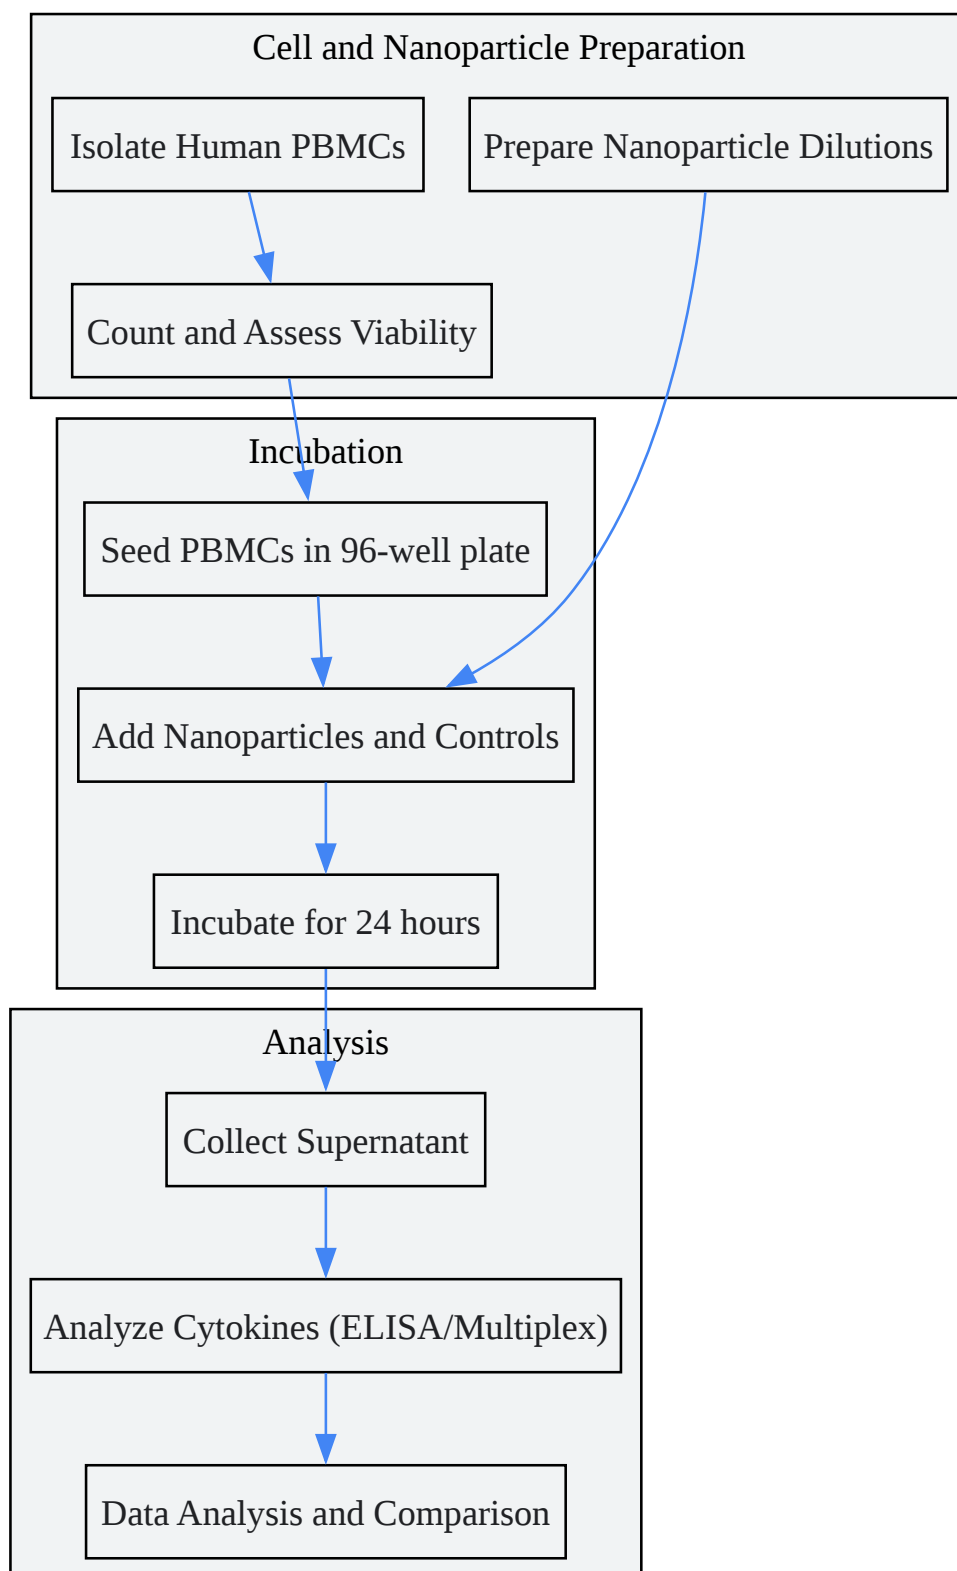 Cell and Nanoparticle Preparation
Isolate Human PBMCs
Prepare Nanoparticle Dilutions
Count and Assess Viability
Incubation
Seed PBMCs in 96-well plate
Add Nanoparticles and Controls
Incubate for 24 hours
Analysis
Collect Supernatant
Analyze Cytokines (ELISA/Multiplex)
Data Analysis and Comparison